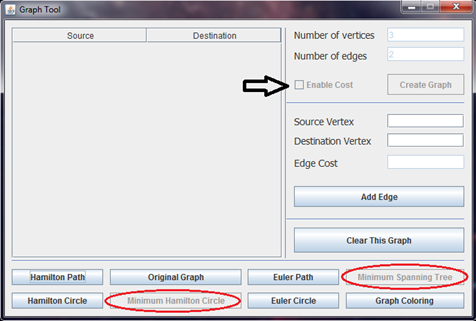 Graph Tool
Source Destination
Number of vertices 3
Number of edges 2
Enable Cost Create Graph
Source Vertex
Destination Vertex
Edge Cost
Add Edge
Clear This Graph
Hamilton Path Original Graph Euler Path Minimum Spanning Tree
Hamilton Circle Minimum Hamilton Circle Euler Circle Graph Coloring